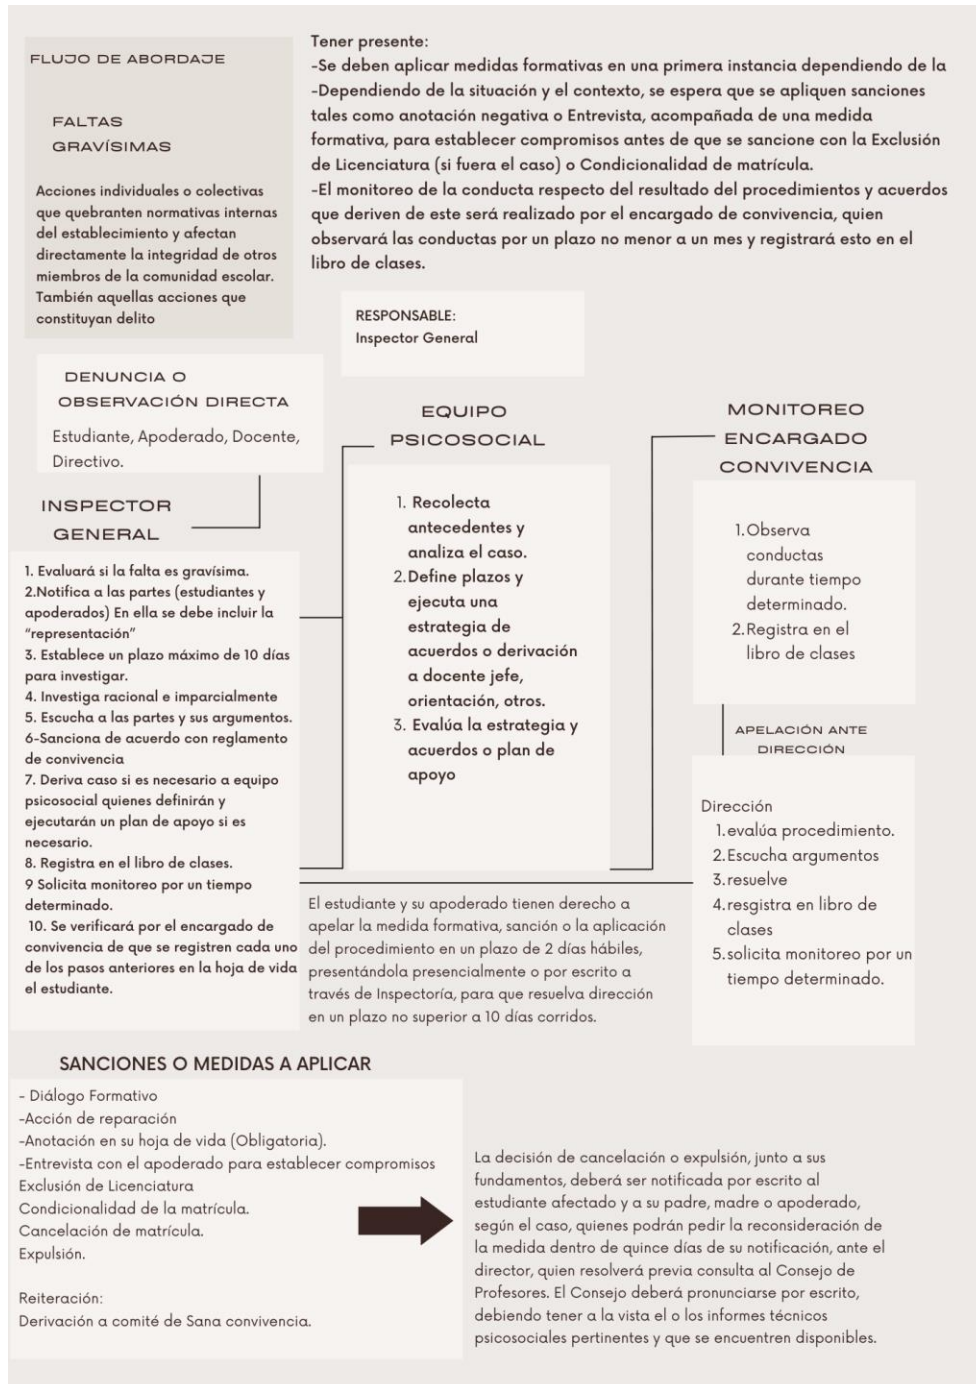 FLUJO DE ABORDAJE
FALTAS
GRAVÍSIMAS
Acciones individuales o colectivas
que quebranten normativas internas
del establecimiento y afectan
directamente la integridad de otros
miembros de la comunidad escolar.
También aquellas acciones que
constituyan delito
Tener presente:
-Se deben aplicar medidas formativas en una primera instancia dependiendo de la
-Dependiendo de la situación y el contexto, se espera que se apliquen sanciones
tales como anotación negativa o Entrevista, acompañada de una medida
formativa, para establecer compromisos antes de que se sancione con la Exclusión
de Licenciatura (si fuera el caso) o Condicionalidad de matrícula.
-El monitoreo de la conducta respecto del resultado del procedimientos y acuerdos
que deriven de este será realizado por el encargado de convivencia, quien
observará las conductas por un plazo no menor a un mes y registrará esto en el
libro de clases.
RESPONSABLE:
Inspector General
DENUNCIA O
OBSERVACIÓN DIRECTA
Estudiante, Apoderado, Docente,
Directivo.
INSPECTOR
GENERAL
1. Evaluará si la falta es gravísima.
2.Notifica a las partes (estudiantes y
apoderados) En ella se debe incluir la
"representación"
3. Establece un plazo máximo de 10 días
para investigar.
4. Investiga racional e imparcialmente
5. Escucha a las partes y sus argumentos.
6-Sanciona de acuerdo con reglamento
de convivencia
7. Deriva caso si es necesario a equipo
psicosocial quienes definirán y
ejecutarán un plan de apoyo si es
necesario.
8. Registra en el libro de clases.
9 Solicita monitoreo por un tiempo
determinado.
10. Se verificará por el encargado de
convivencia de que se registren cada uno
de los pasos anteriores en la hoja de vida
el estudiante.
EQUIPO
PSICOSOCIAL
1. Recolecta
antecedentes y
analiza el caso.
2.Define plazos y
ejecuta una
estrategia de
acuerdos o derivación
a docente jefe,
orientación, otros.
3. Evalúa la estrategia y
acuerdos o plan de
apoyo
MONITOREO
ENCARGADO
CONVIVENCIA
1.Observa
conductas
durante tiempo
determinado.
2.Registra en el
libro de clases
APELACIÓN ANTE
DIRECCIÓN
Dirección
1.evalúa procedimiento.
2.Escucha argumentos
3.resuelve
4.resgistra en libro de
clases
5.solicita monitoreo por un
tiempo determinado.
El estudiante y su apoderado tienen derecho a
apelar la medida formativa, sanción o la aplicación
del procedimiento en un plazo de 2 días hábiles,
presentándola presencialmente o por escrito a
través de Inspectoría, para que resuelva dirección
en un plazo no superior a 10 días corridos.
SANCIONES O MEDIDAS A APLICAR
- Diálogo Formativo
-Acción de reparación
-Anotación en su hoja de vida (Obligatoria).
-Entrevista con el apoderado para establecer compromisos
Exclusión de Licenciatura
Condicionalidad de la matrícula.
Cancelación de matrícula.
Expulsión.
Reiteración:
Derivación a comité de Sana convivencia.
La decisión de cancelación o expulsión, junto a sus
fundamentos, deberá ser notificada por escrito al
estudiante afectado y a su padre, madre o apoderado,
según el caso, quienes podrán pedir la reconsideración de
la medida dentro de quince días de su notificación, ante el
director, quien resolverá previa consulta al Consejo de
Profesores. El Consejo deberá pronunciarse por escrito,
debiendo tener a la vista el o los informes técnicos
psicosociales pertinentes y que se encuentren disponibles.